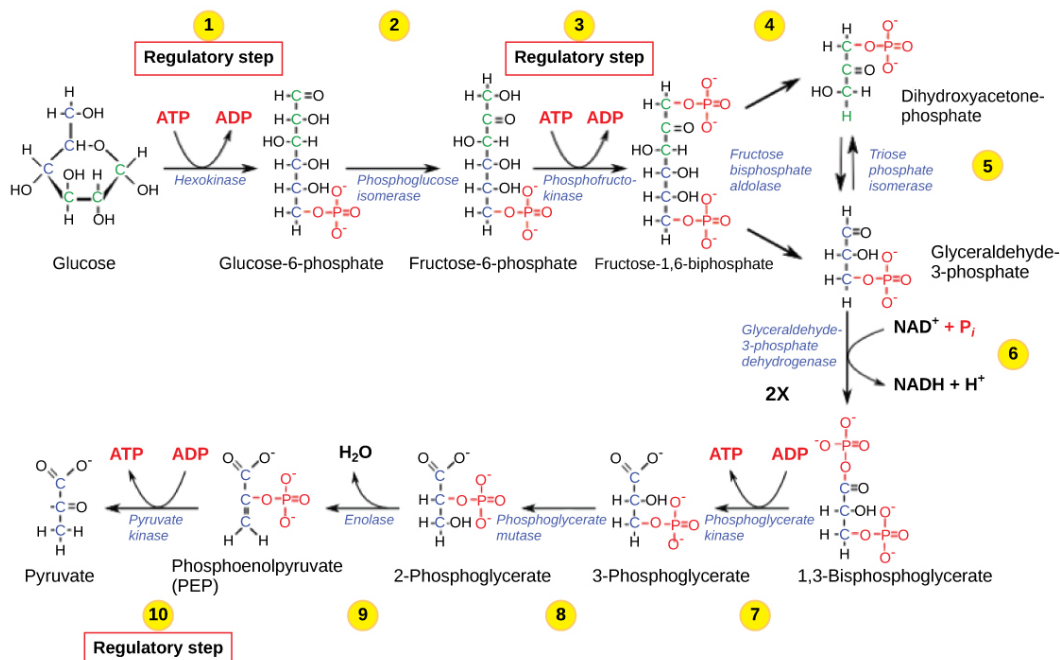 1
2
3
4
Regulatory step
Regulatory step
ATP
ADP
Hexokinase
Phosphoglucose
isomerase
ATP
ADP
Phosphofructo-
kinase
Fructose
bisphosphate
aldolase
Triose
phosphate
isomerase
5
Dihydroxyacetone-
phosphate
Glucose
Glucose-6-phosphate
Fructose-6-phosphate
Fructose-1,6-biphosphate
Glyceraldehyde-
3-phosphate
Glyceraldehyde-
3-phosphate
dehydrogenase
NAD⁺ + Pᵢ
6
NADH + H⁺
2X
ATP
ADP
Pyruvate
kinase
H₂O
Enolase
Phosphoglycerate
mutase
ATP
ADP
Phosphoglycerate
kinase
Pyruvate
Phosphoenolpyruvate
(PEP)
2-Phosphoglycerate
3-Phosphoglycerate
1,3-Bisphosphoglycerate
10
9
8
7
Regulatory step